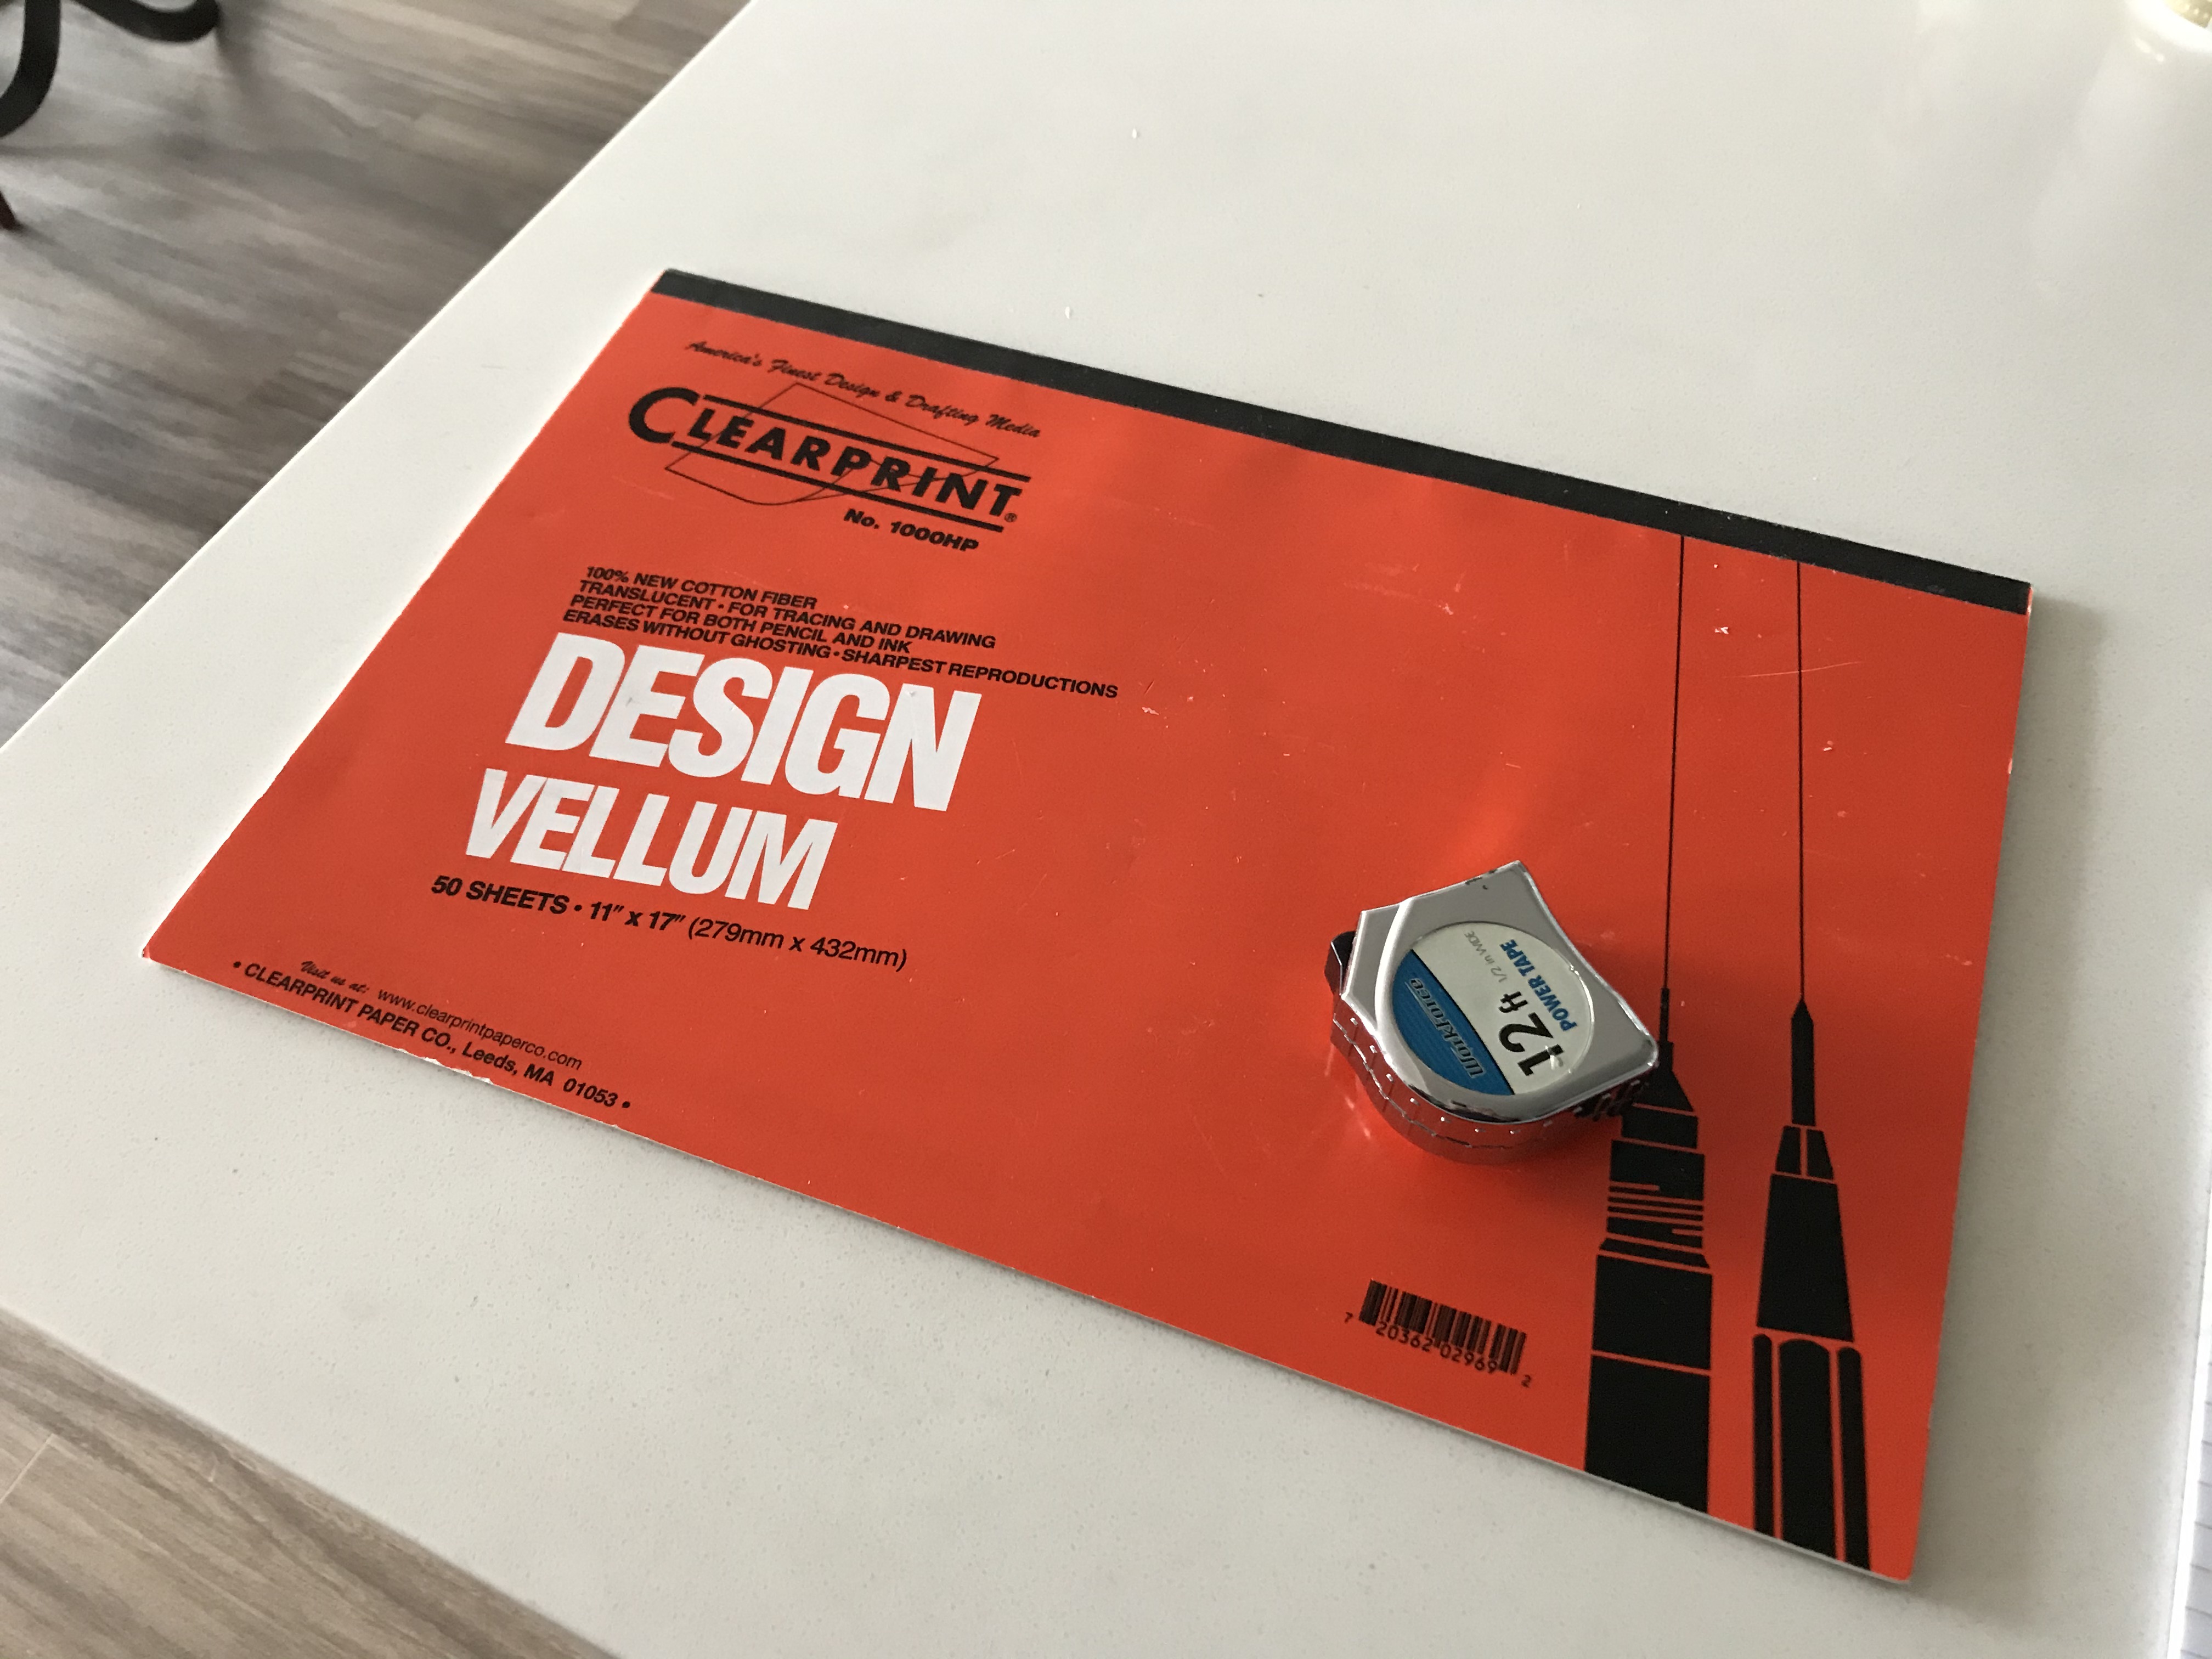 America's Finest Design & Drafting Media
CLEARPRINT®
No. 1000HP
100% NEW COTTON FIBER
TRANSLUCENT • FOR TRACING AND DRAWING
PERFECT FOR BOTH PENCIL AND INK
ERASES WITHOUT GHOSTING • SHARPEST REPRODUCTIONS
DESIGN
VELLUM
50 SHEETS • 11" x 17" (279mm x 432mm)
Visit us at: www.clearprintpaperco.com
• CLEARPRINT PAPER CO., Leeds, MA 01053 •
Workforce
12 ft
POWER TAPE
1/2 in WIDE
7 20362 02969 2